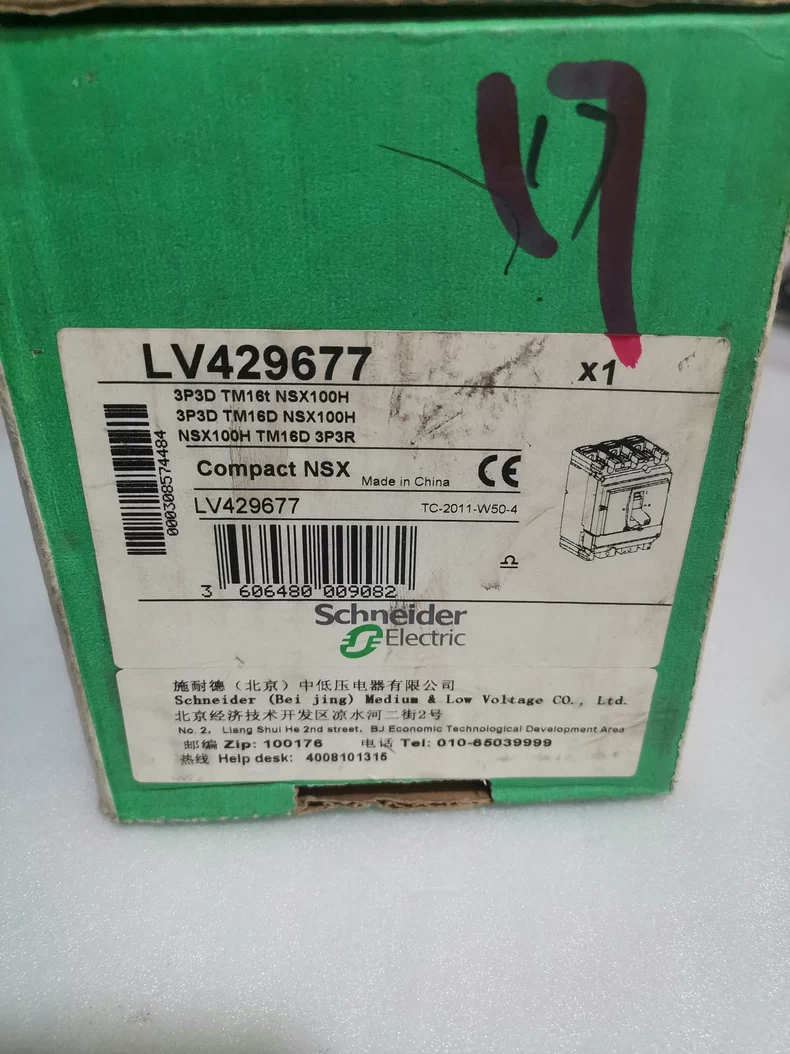 LV429677
x1
3P3D TM16t NSX100H
3P3D TM16D NSX100H
NSX100H TM16D 3P3R
000308574484
Compact NSX Made in China CE
LV429677 TC-2011-W50-4
3 606480 009082
Schneider
Electric
施耐德（北京）中低压电器有限公司
Schneider (Bei jing) Medium & Low Voltage CO., Ltd.
北京经济技术开发区凉水河二街2号
No. 2, Liang Shui He 2nd street, BJ Economic Technological Development Area
邮编 Zip: 100176 电话 Tel: 010-65039999
热线 Help desk: 4008101315